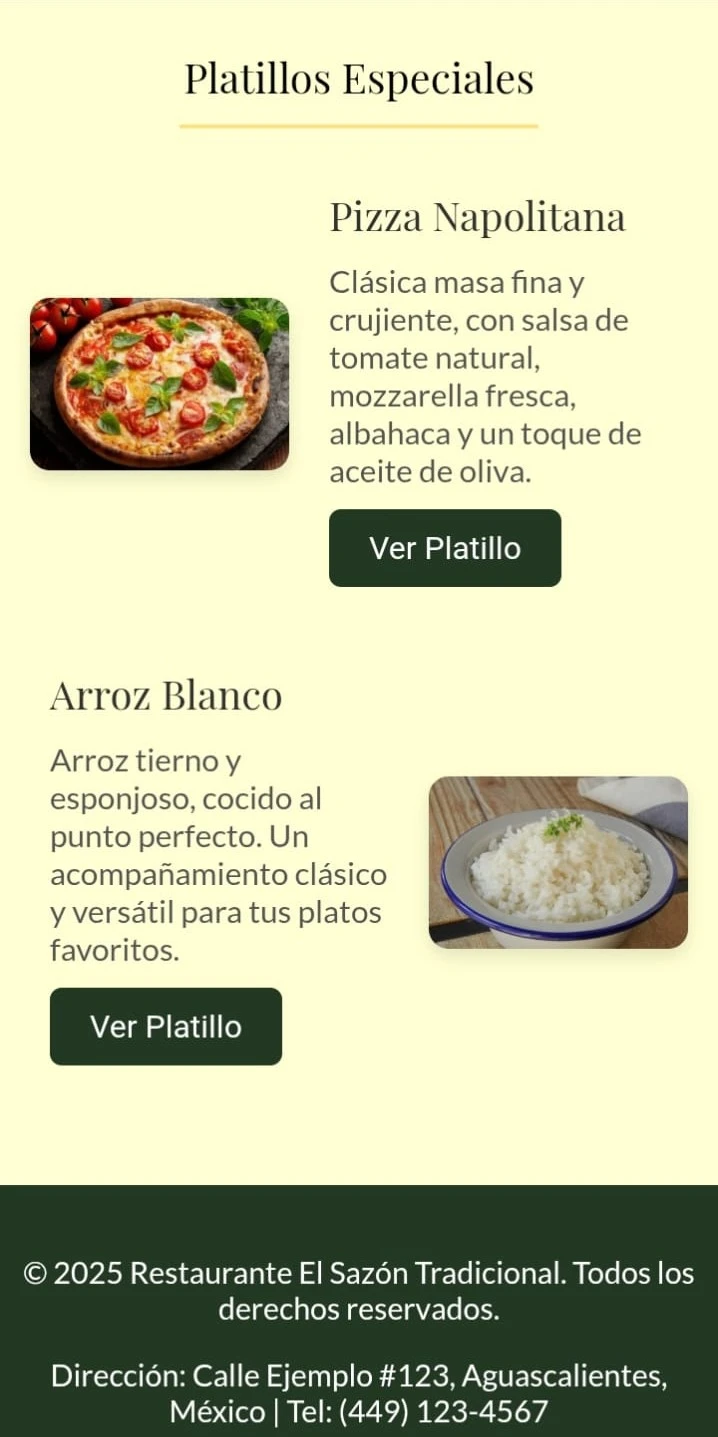 Platillos Especiales
Pizza Napolitana
Clásica masa fina y
crujiente, con salsa de
tomate natural,
mozzarella fresca,
albahaca y un toque de
aceite de oliva.
Ver Platillo
Arroz Blanco
Arroz tierno y
esponjoso, cocido al
punto perfecto. Un
acompañamiento clásico
y versátil para tus platos
favoritos.
Ver Platillo
© 2025 Restaurante El Sazón Tradicional. Todos los
derechos reservados.
Dirección: Calle Ejemplo #123, Aguascalientes,
México | Tel: (449) 123-4567